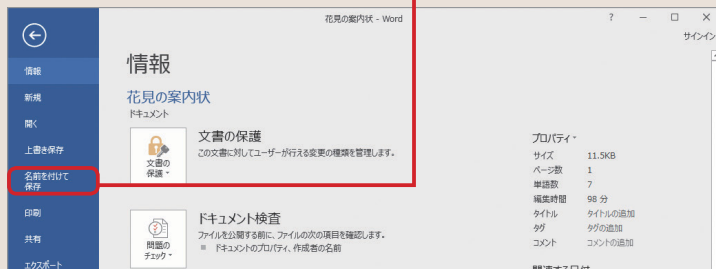 花見の案内状 - Word
?
サインイン
情報
新規
開く
上書き保存
名前を付けて
保存
印刷
共有
エクスポート
情報
花見の案内状
ドキュメント
文書の
保護
文書の保護
この文書に対してユーザーが行える変更の種類を管理します。
問題の
チェック
ドキュメント検査
ファイルを公開する前に、ファイルの次の項目を確認します。
ドキュメントのプロパティ、作成者の名前
プロパティ
サイズ 11.5KB
ページ数 1
単語数 7
編集時間 98 分
タイトル タイトルの追加
タグ タグの追加
コメント コメントの追加
関連する日付